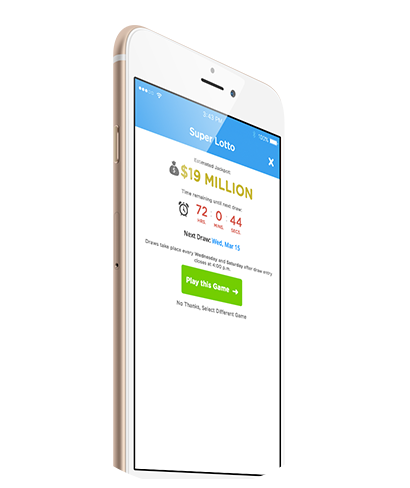 5:43 PM
100%
Super Lotto
X
Estimated Jackpot:
$19 MILLION
Time remaining until next draw:
72 : 0 : 44
HRS. MINS. SECS.
Next Draw: Wed, Mar 15
Draws take place every Wednesday and Saturday after draw entry
closes at 4:00 p.m.
Play this Game →
No Thanks, Select Different Game